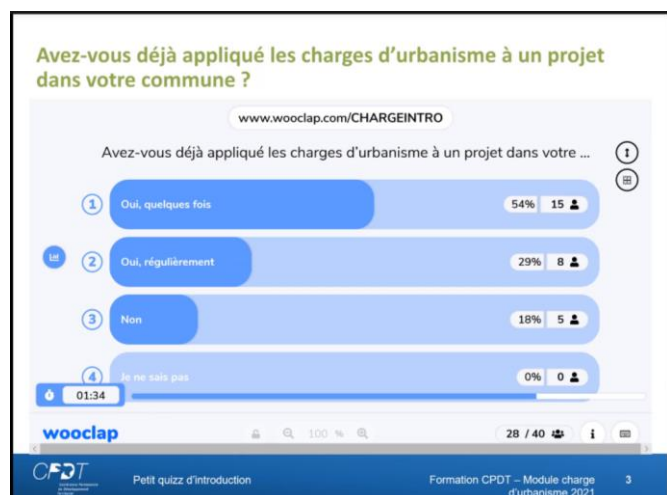 Avez-vous déjà appliqué les charges d'urbanisme à un projet
dans votre commune ?
www.wooclap.com/CHARGEINTRO
Avez-vous déjà appliqué les charges d'urbanisme à un projet dans votre ...
1 Oui, quelques fois 54% 15
2 Oui, régulièrement 29% 8
3 Non 18% 5
4 Je ne sais pas 0% 0
01:34
wooclap 100 % 28 / 40 i
CPDT Petit quizz d'introduction Formation CPDT – Module charge 3
d'urbanisme 2021